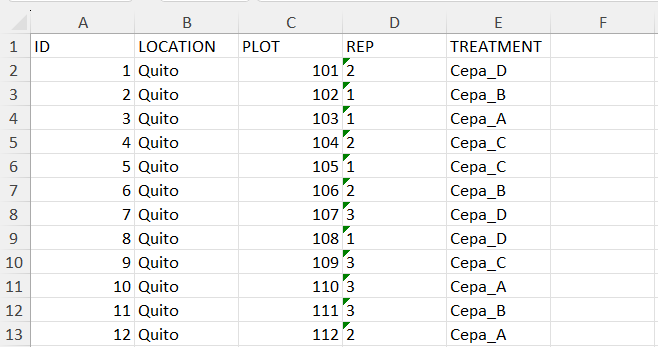 A B C D E F
1 ID LOCATION PLOT REP TREATMENT
2 1 Quito 101 2 Cepa_D
3 2 Quito 102 1 Cepa_B
4 3 Quito 103 1 Cepa_A
5 4 Quito 104 2 Cepa_C
6 5 Quito 105 1 Cepa_C
7 6 Quito 106 2 Cepa_B
8 7 Quito 107 3 Cepa_D
9 8 Quito 108 1 Cepa_D
10 9 Quito 109 3 Cepa_C
11 10 Quito 110 3 Cepa_A
12 11 Quito 111 3 Cepa_B
13 12 Quito 112 2 Cepa_A